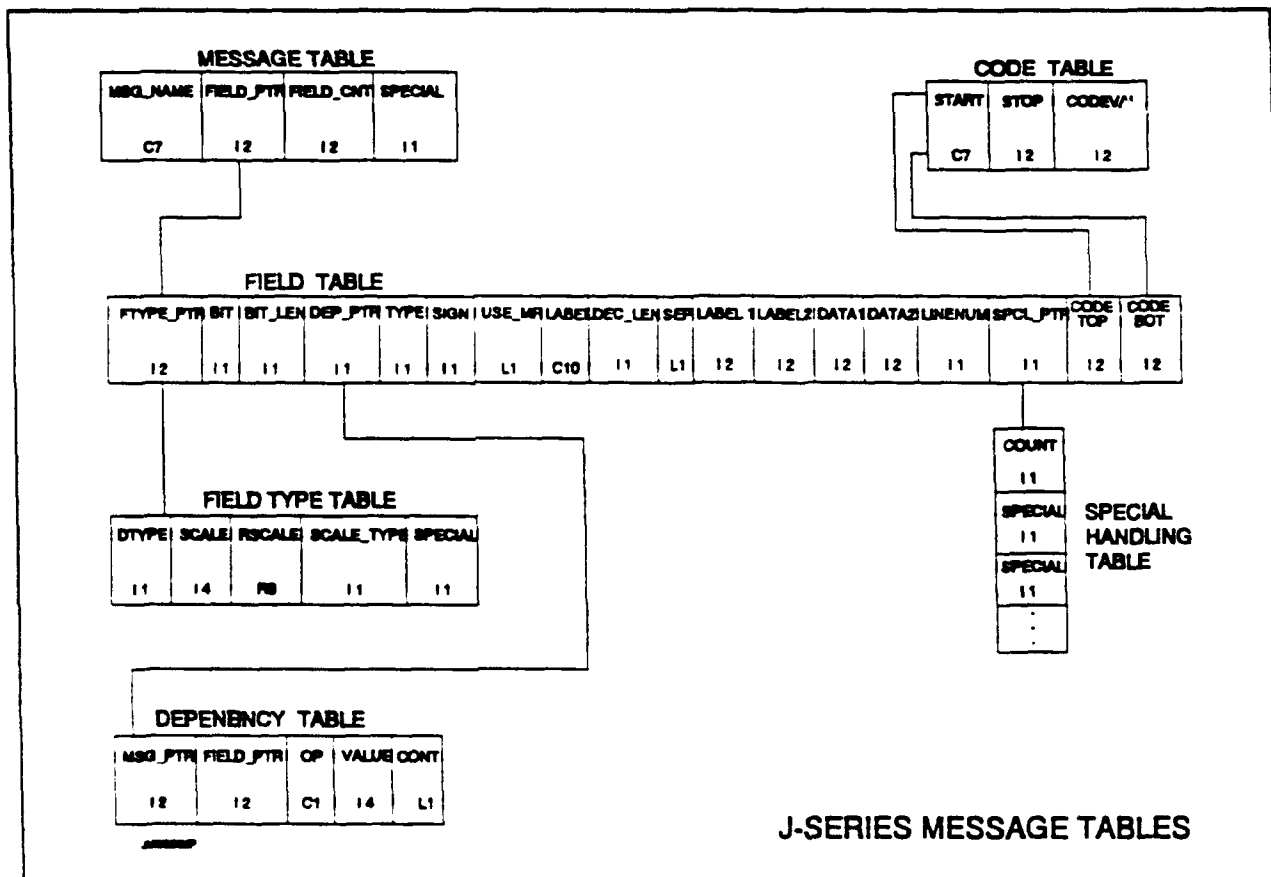 MESSAGE TABLE
MSG_NAME FIELD_PTR FIELD_CNT SPECIAL
C7 I2 I2 I1
CODE TABLE
START STOP
C7 I2 I2
FIELD TABLE
FTYPE_PTR BIT BIT_LEN DEP_PTR TYPE SIGN USE_MR LABEL DEC_LEN SEP LABEL 1 LABEL2 DATA1 DATA2 LINENUM SPCL_PTR CODE TOP CODE BOT
I2 I1 I1 I1 I1 I1 L1 C10 I1 L1 I2 I2 I2 I2 I1 I1 I2 I2
COUNT
I1
SPECIAL
I1
SPECIAL
I1
SPECIAL
HANDLING
TABLE
FIELD TYPE TABLE
DTYPE SCALE RSCALE SCALE_TYPE SPECIAL
I1 I4 R8 I1 I1
DEPENENCY TABLE
MSG_PTR FIELD_PTR OP VALUE CONT
I2 I2 C1 I4 L1
J-SERIES MESSAGE TABLES